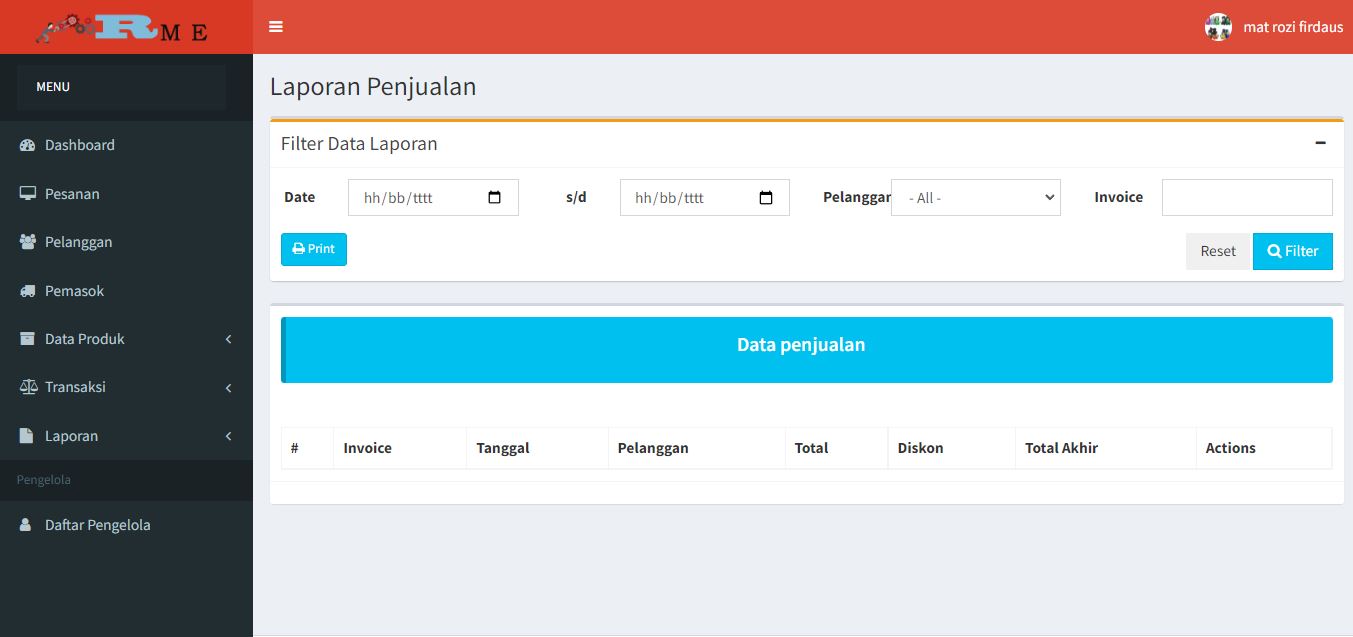 R M E
mat rozi firdaus
MENU
Dashboard
Pesanan
Pelanggan
Pemasok
Data Produk
Transaksi
Laporan
Pengelola
Daftar Pengelola
Laporan Penjualan
Filter Data Laporan
Date hh/bb/tttt s/d hh/bb/tttt Pelanggan - All - Invoice
Print Reset Filter
Data penjualan
# Invoice Tanggal Pelanggan Total Diskon Total Akhir Actions